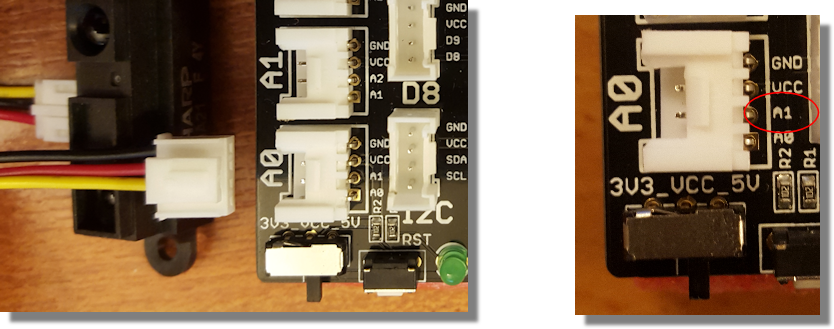 SHARP
GND
VCC
D9
D8
D8
A1
GND
VCC
A2
A1
A0
GND
VCC
A1
A0
GND
VCC
SDA
SCL
I2C
R2
3V3_VCC_5V
RST
A0
GND
VCC
A1
A0
R2
R1
3V3_VCC_5V